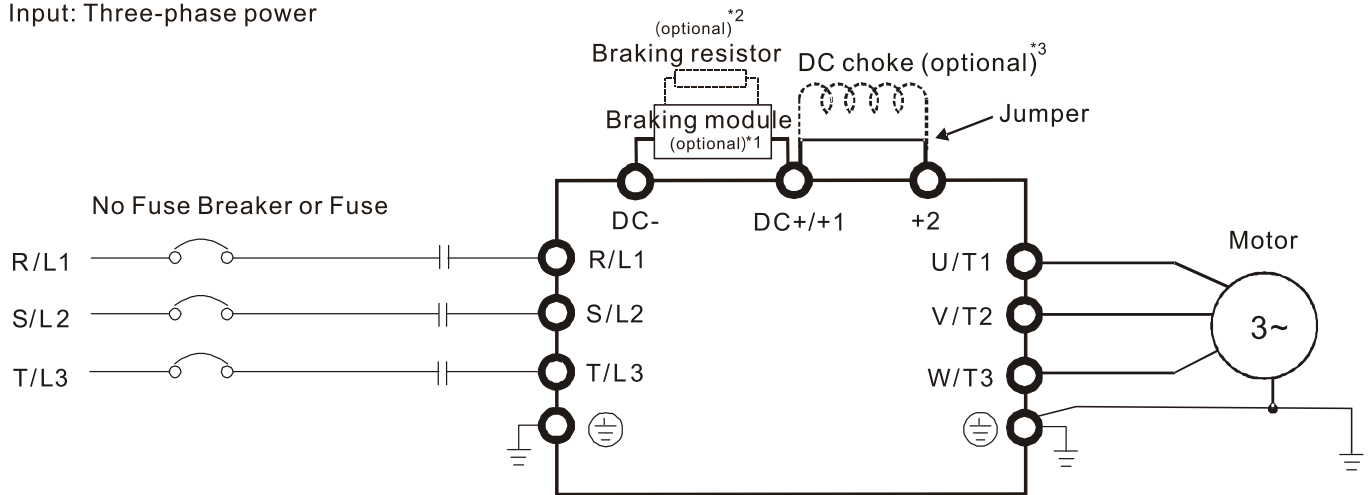 Input: Three-phase power
(optional)*2
Braking resistor
DC choke (optional)*3
Braking module
(optional)*1
Jumper
No Fuse Breaker or Fuse
DC-
DC+/+1
+2
Motor
R/L1
R/L1
U/T1
S/L2
S/L2
V/T2
3~
T/L3
T/L3
W/T3